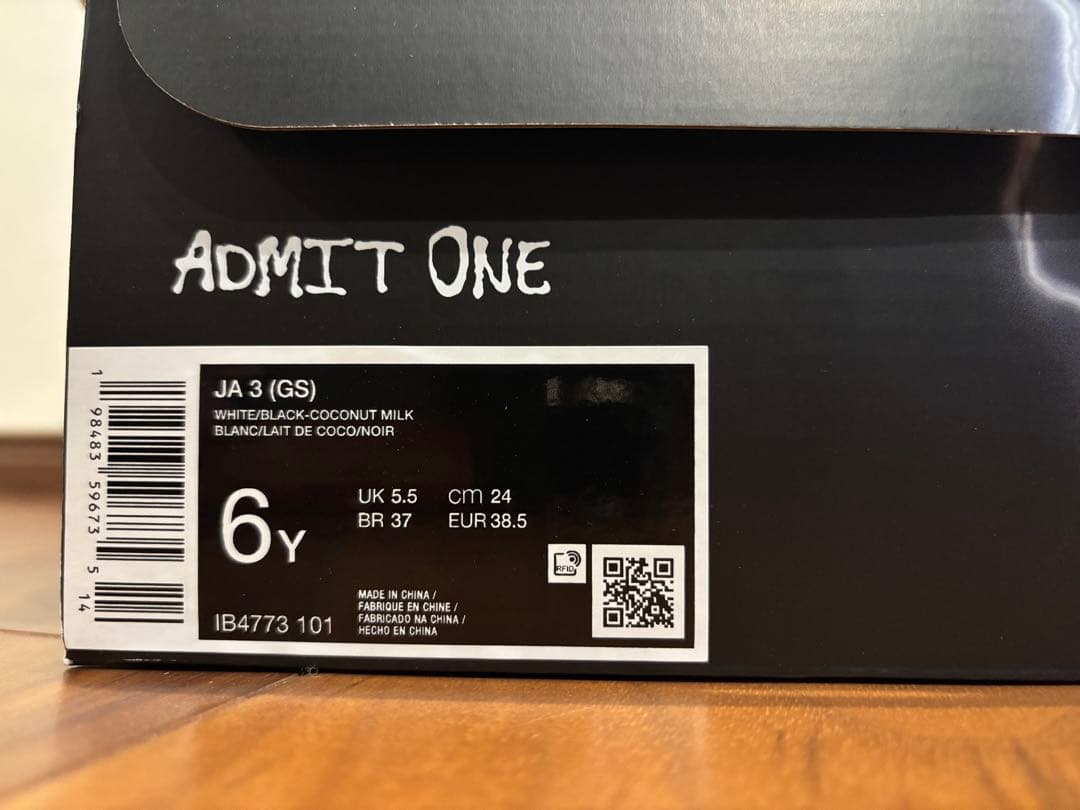 ADMIT ONE
JA 3 (GS)
WHITE/BLACK-COCONUT MILK
BLANC/LAIT DE COCO/NOIR
6Y
UK 5.5 cm 24
BR 37 EUR 38.5
RFID
MADE IN CHINA /
FABRIQUE EN CHINE /
FABRICADO NA CHINA /
HECHO EN CHINA
IB4773 101
1 98483 59673 5 14